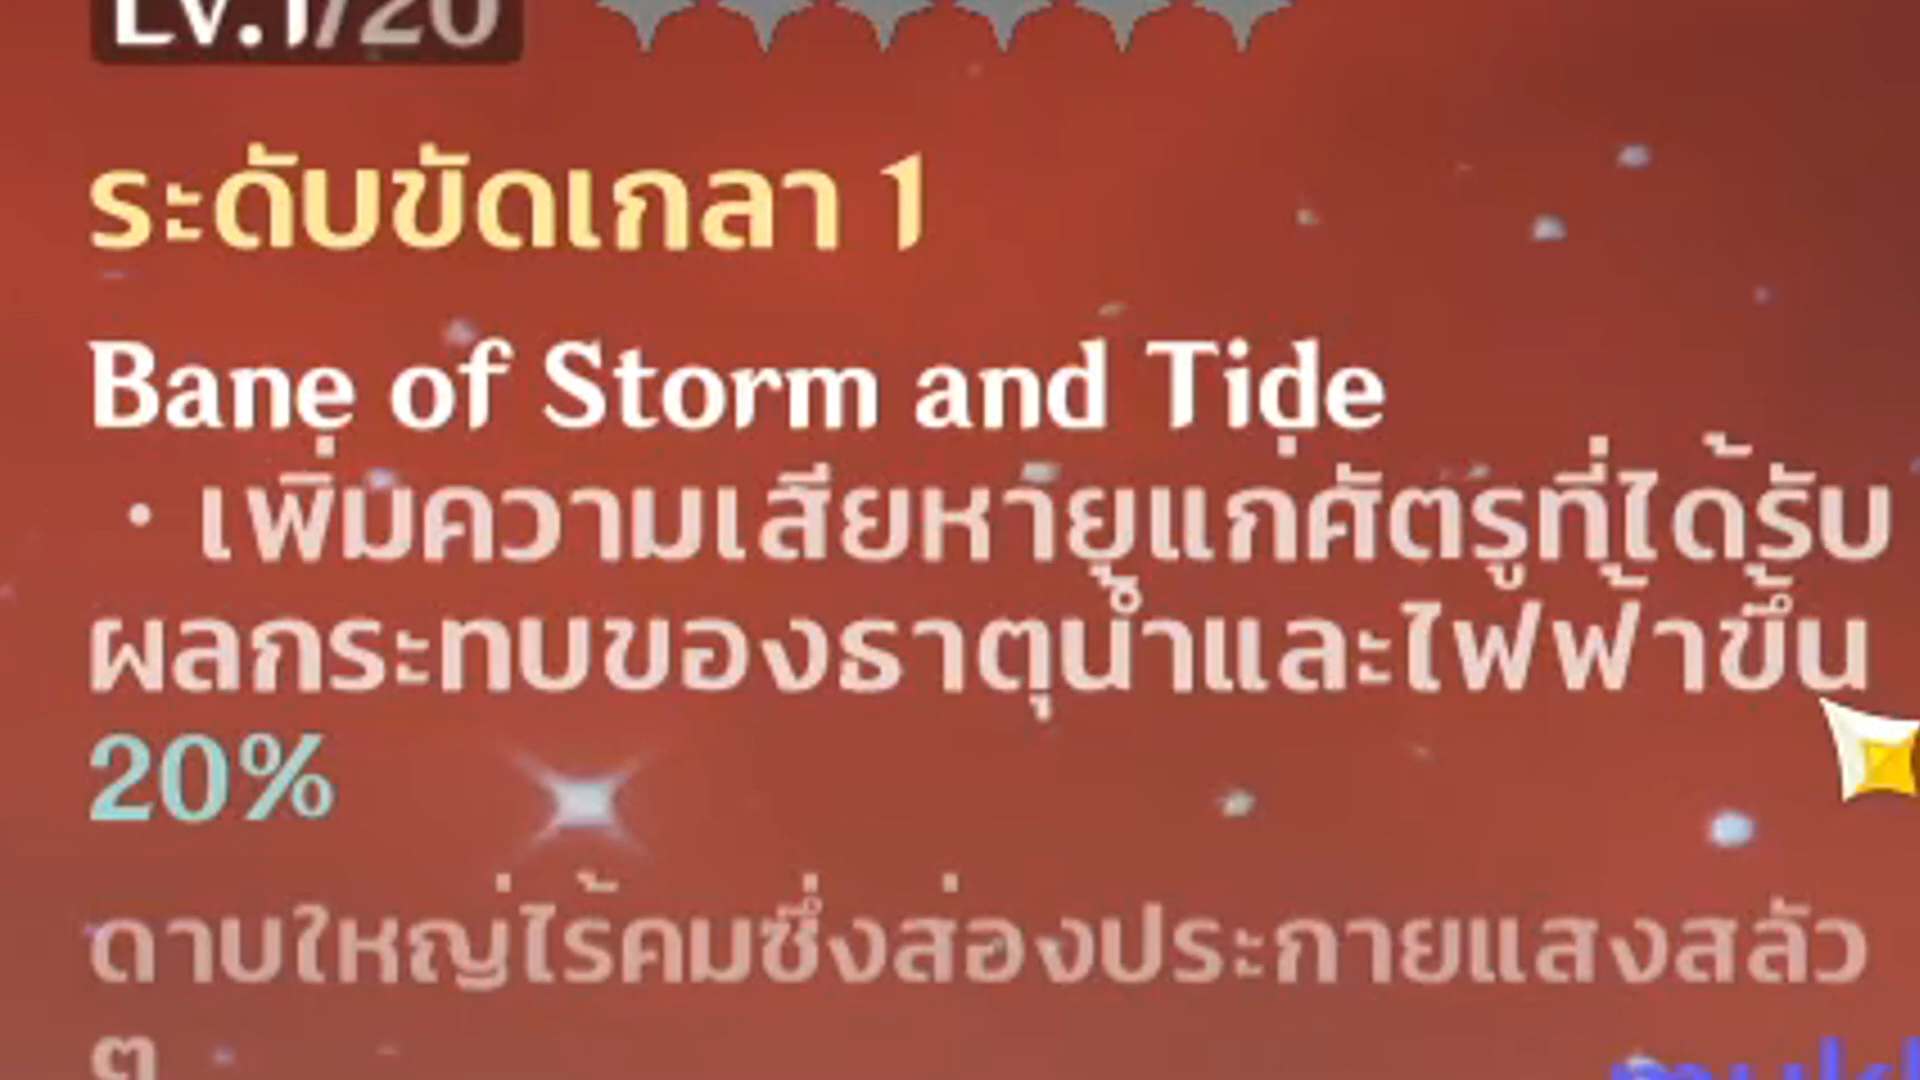 Lv.1/20
ระดับขัดเกลา 1
Bane of Storm and Tide
· เพิ่มความเสียหายแก่ศัตรูที่ได้รับ
ผลกระทบของธาตุน้ำและไฟฟ้าขึ้น
20%
ดาบใหญ่ไร้คมซึ่งส่องประกายแสงสลัว
ๆ